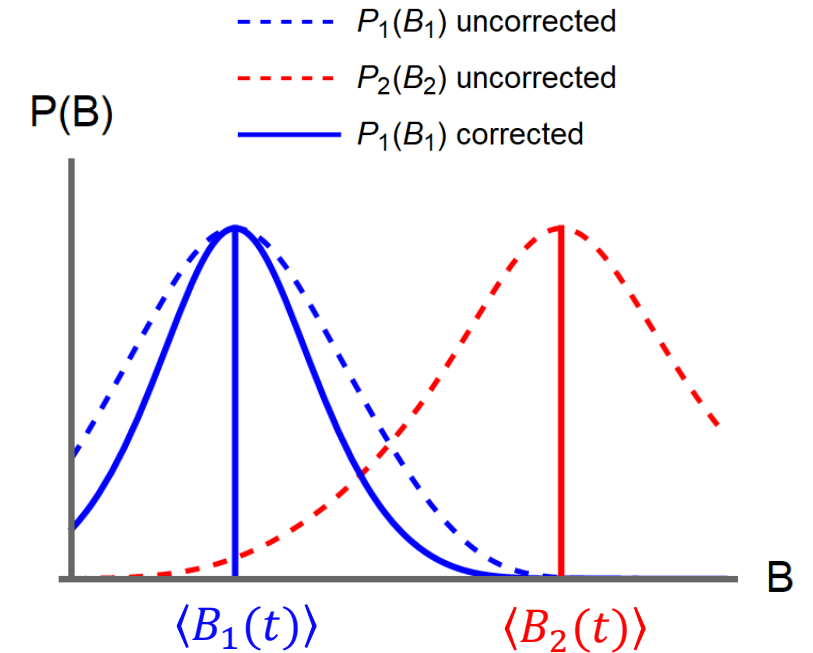 P₁(B₁) uncorrected
P₂(B₂) uncorrected
P₁(B₁) corrected
P(B)
B
⟨B₁(t)⟩
⟨B₂(t)⟩